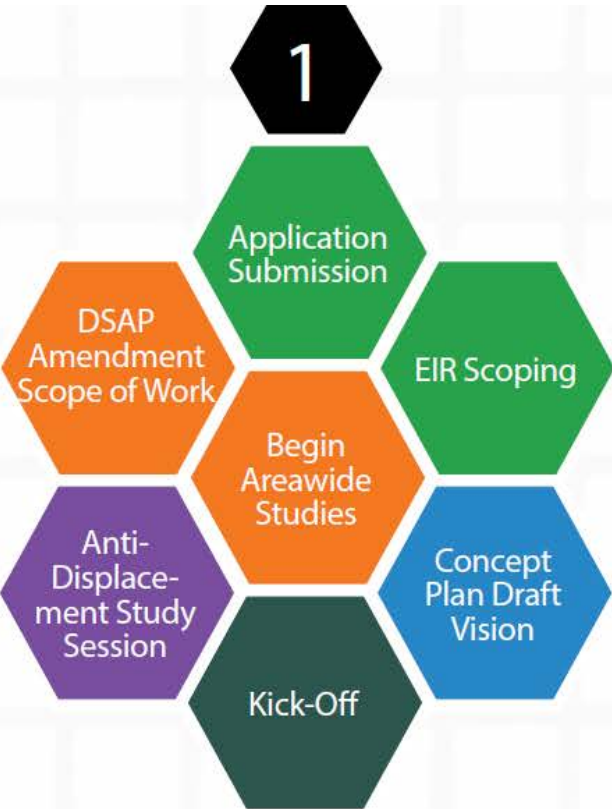 1
Application
Submission
DSAP
Amendment
Scope of Work
EIR Scoping
Begin
Areawide
Studies
Anti-
Displace-
ment Study
Session
Concept
Plan Draft
Vision
Kick-Off